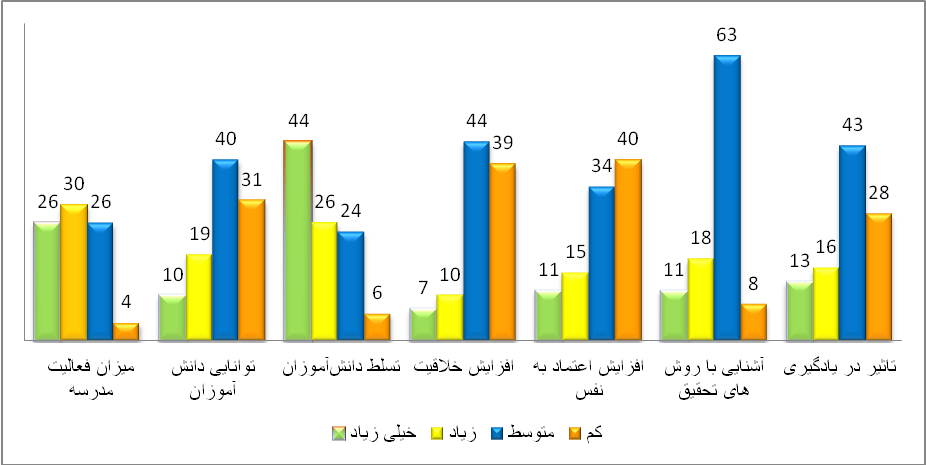 26 30 26 4
10 19 40 31
44 26 24 6
7 10 44 39
11 15 34 40
11 18 63 8
13 16 43 28
میزان فعالیت
مدرسه
توانایی دانش
آموزان
تسلط دانش‌آموزان
افزایش خلاقیت
افزایش اعتماد به
نفس
آشنایی با روش
های تحقیق
تاثیر در یادگیری
خیلی زیاد
زیاد
متوسط
کم